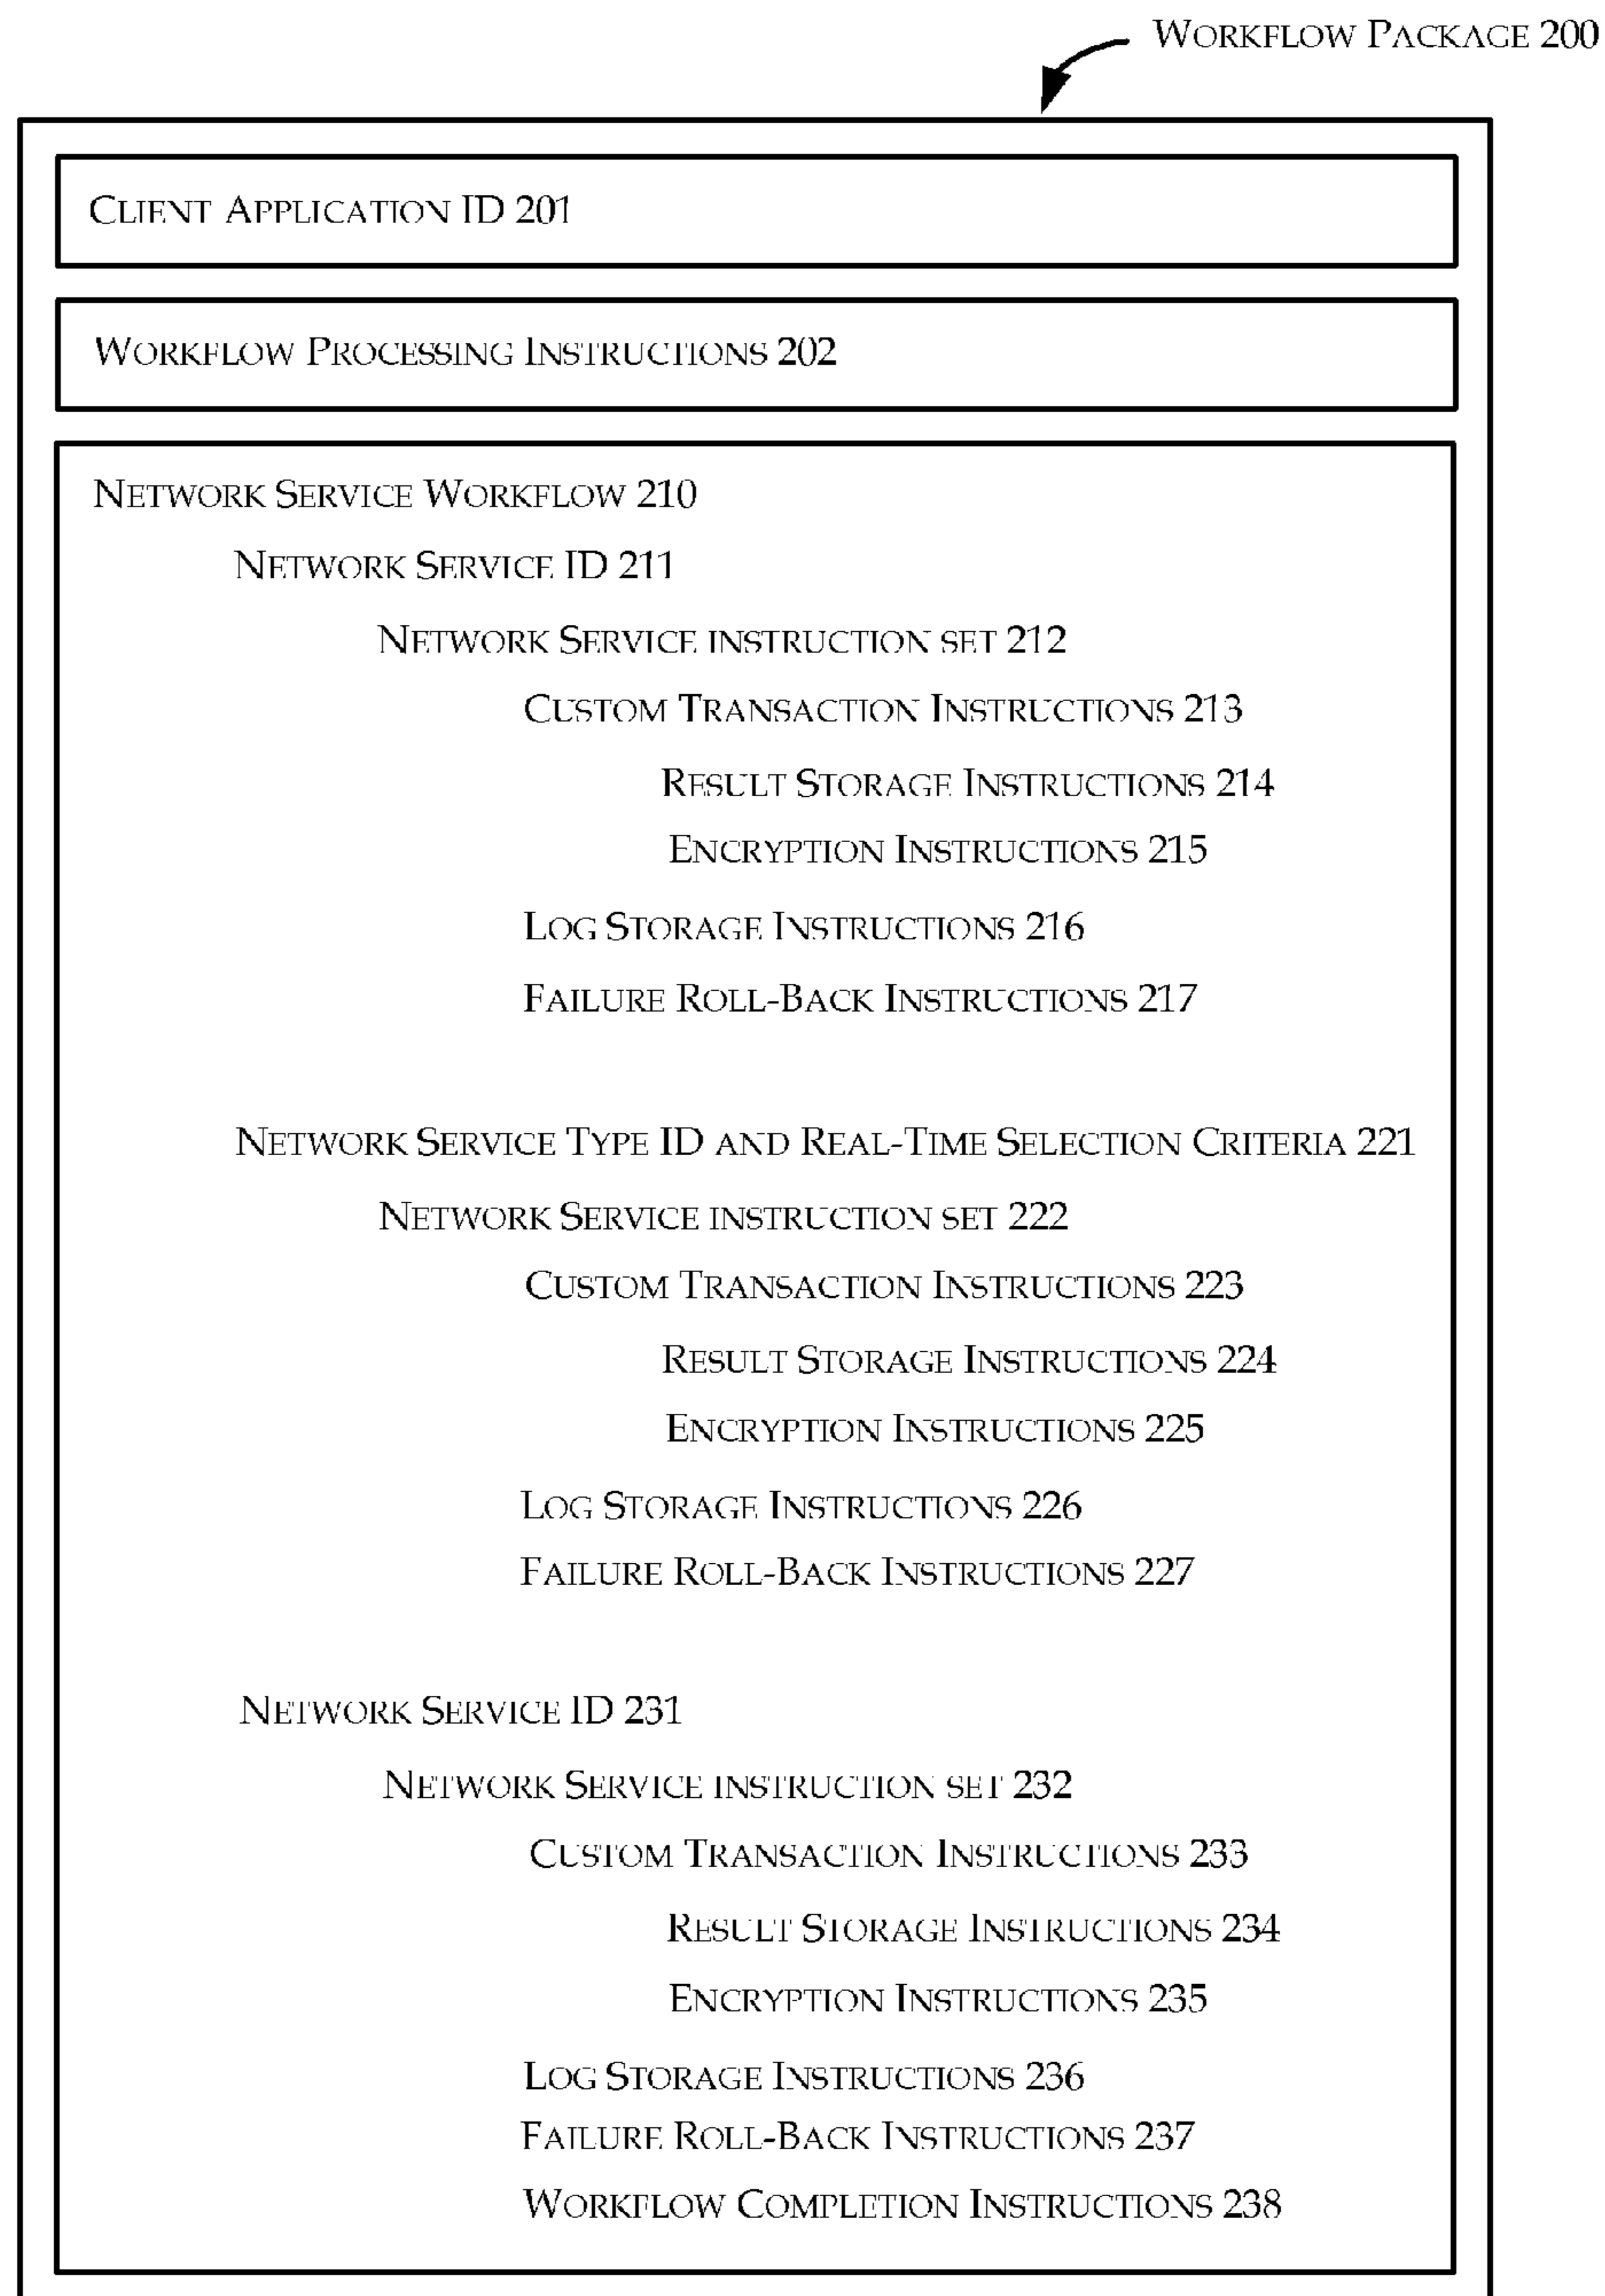 Workflow Package 200
Client Application ID 201
Workflow Processing Instructions 202
Network Service Workflow 210
Network Service ID 211
Network Service instruction set 212
Custom Transaction Instructions 213
Result Storage Instructions 214
Encryption Instructions 215
Log Storage Instructions 216
Failure Roll-Back Instructions 217
Network Service Type ID and Real-Time Selection Criteria 221
Network Service instruction set 222
Custom Transaction Instructions 223
Result Storage Instructions 224
Encryption Instructions 225
Log Storage Instructions 226
Failure Roll-Back Instructions 227
Network Service ID 231
Network Service instruction set 232
Custom Transaction Instructions 233
Result Storage Instructions 234
Encryption Instructions 235
Log Storage Instructions 236
Failure Roll-Back Instructions 237
Workflow Completion Instructions 238